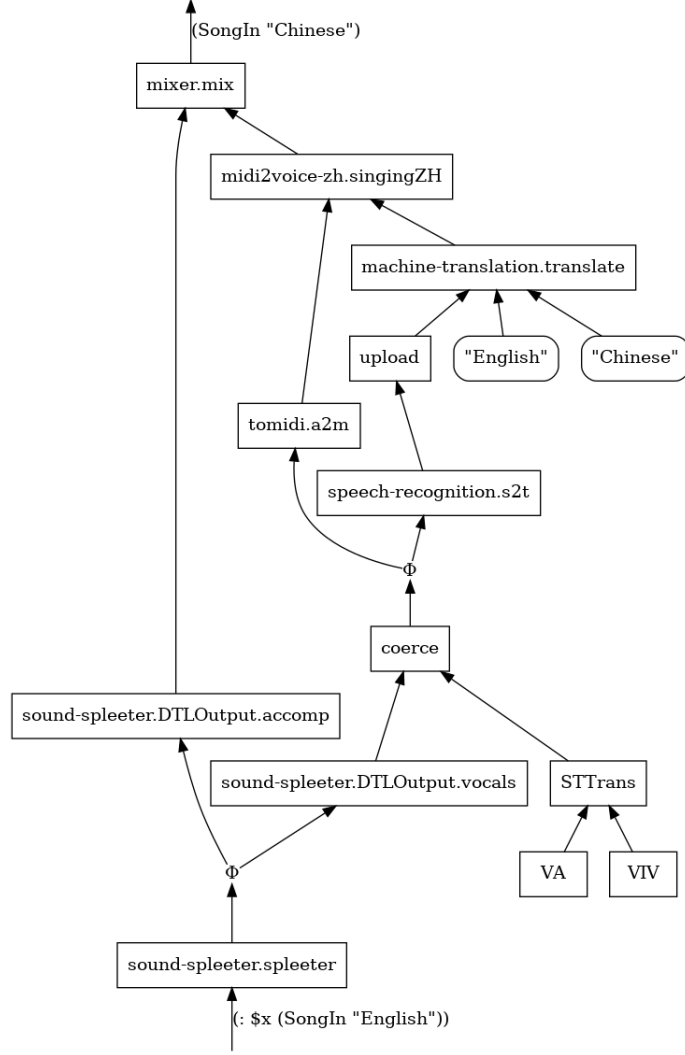 (SongIn "Chinese")
mixer.mix
midi2voice-zh.singingZH
machine-translation.translate
upload
"English"
"Chinese"
tomidi.a2m
speech-recognition.s2t
Φ
coerce
sound-spleeter.DTLOutput.accomp
sound-spleeter.DTLOutput.vocals
STTrans
Φ
VA
VIV
sound-spleeter.spleeter
(: $x (SongIn "English"))